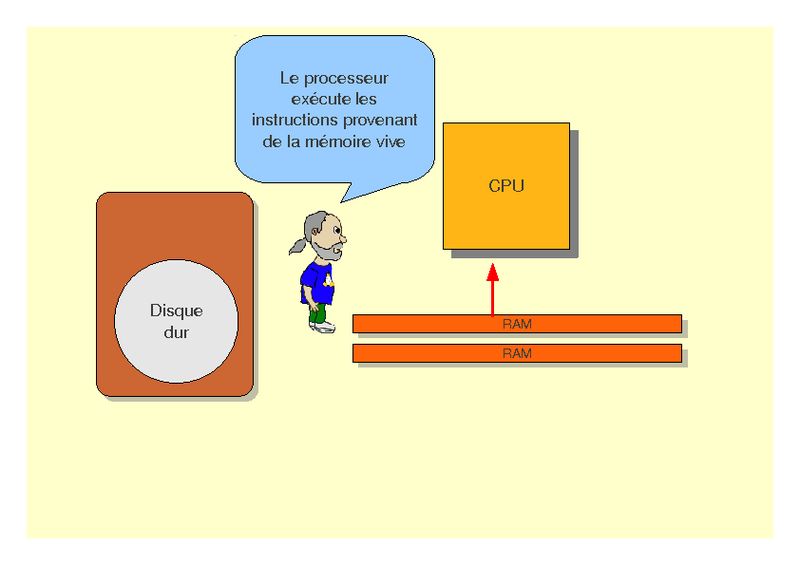 Le processeur
exécute les
instructions provenant
de la mémoire vive
CPU
Disque
dur
RAM
RAM